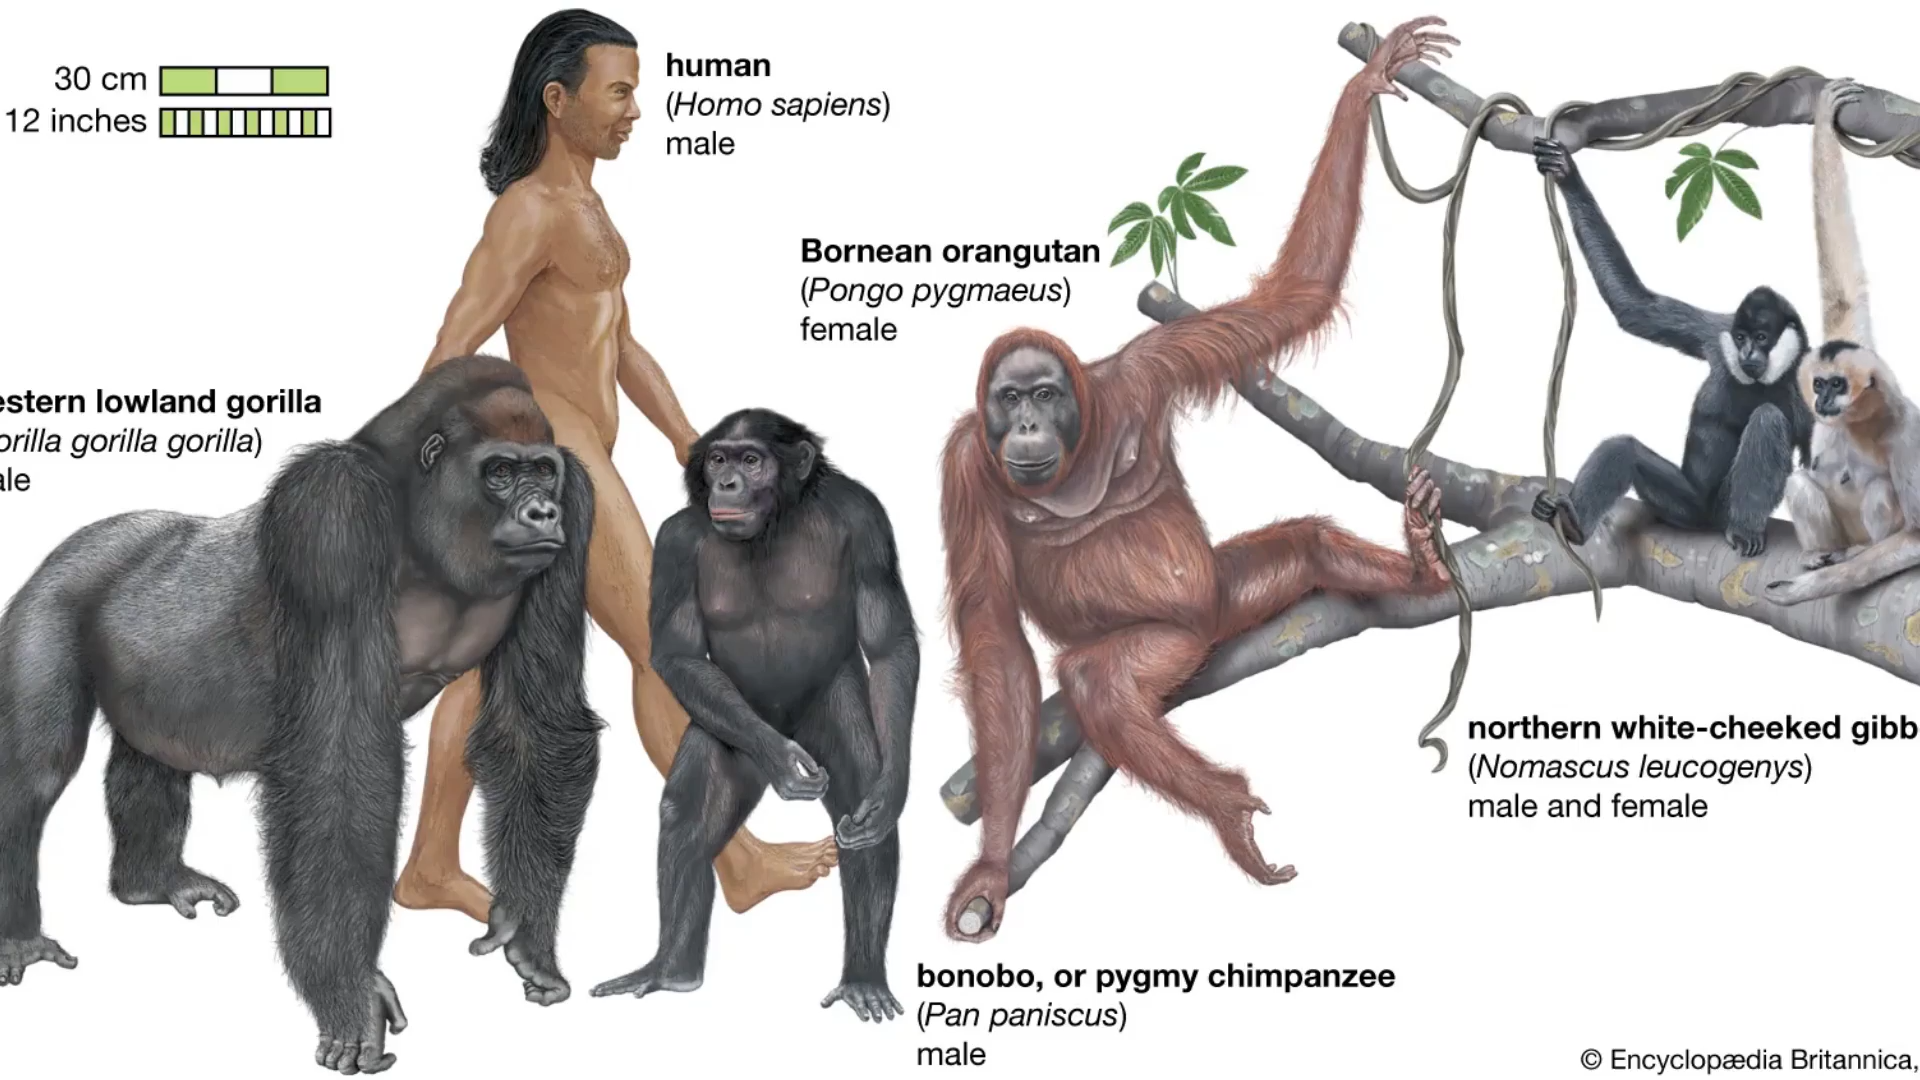 30 cm
12 inches
human
(Homo sapiens)
male
Bornean orangutan
(Pongo pygmaeus)
female
estern lowland gorilla
orilla gorilla gorilla)
ale
northern white-cheeked gibb
(Nomascus leucogenys)
male and female
bonobo, or pygmy chimpanzee
(Pan paniscus)
male
© Encyclopædia Britannica,